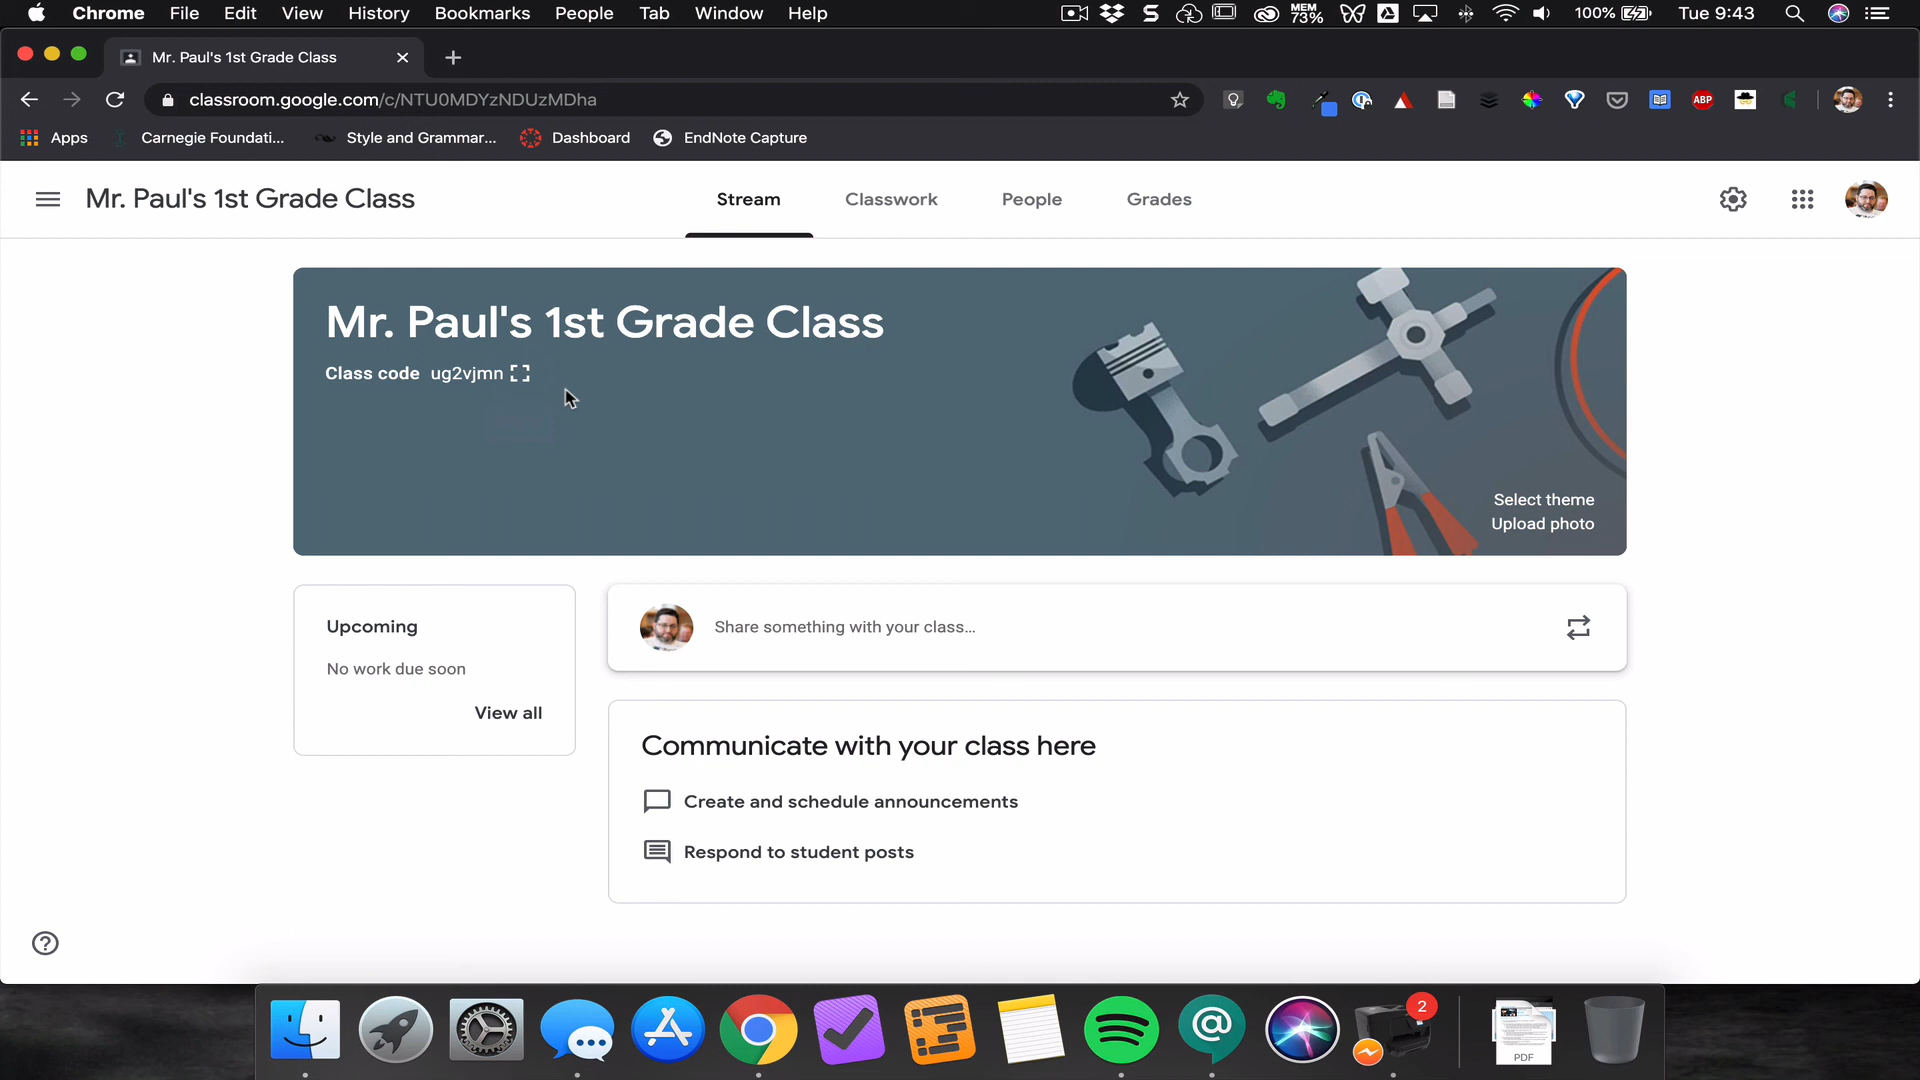 Chrome File Edit View History Bookmarks People Tab Window Help MEM 73% 100% Tue 9:43
Mr. Paul's 1st Grade Class
classroom.google.com/c/NTU0MDYzNDUzMDha ABP
Apps Carnegie Foundati... Style and Grammar... Dashboard EndNote Capture
Mr. Paul's 1st Grade Class Stream Classwork People Grades
Mr. Paul's 1st Grade Class
Class code ug2vjmn
Select theme
Upload photo
Upcoming
No work due soon
View all
Share something with your class...
Communicate with your class here
Create and schedule announcements
Respond to student posts
2
PDF